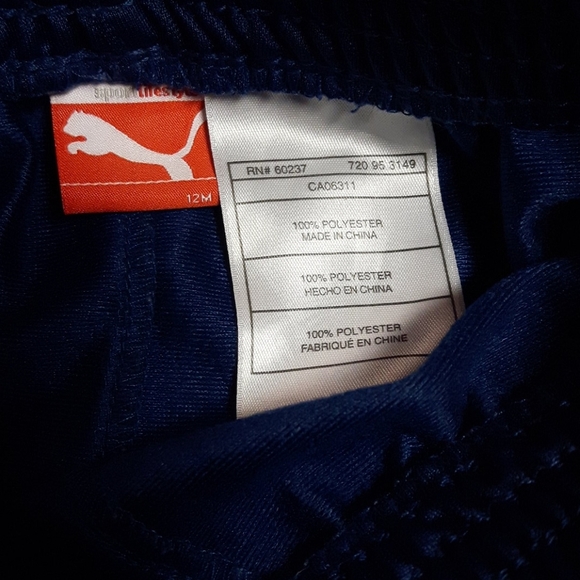 lifestyle
12M
RN# 60237 720 95 3149
CA06311
100% POLYESTER
MADE IN CHINA
100% POLYESTER
HECHO EN CHINA
100% POLYESTER
FABRIQUÉ EN CHINE